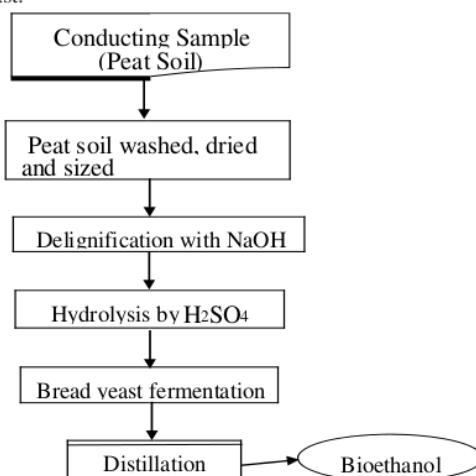 Conducting Sample
(Peat Soil)
Peat soil washed, dried
and sized
Delignification with NaOH
Hydrolysis by H2SO4
Bread yeast fermentation
Distillation
Bioethanol